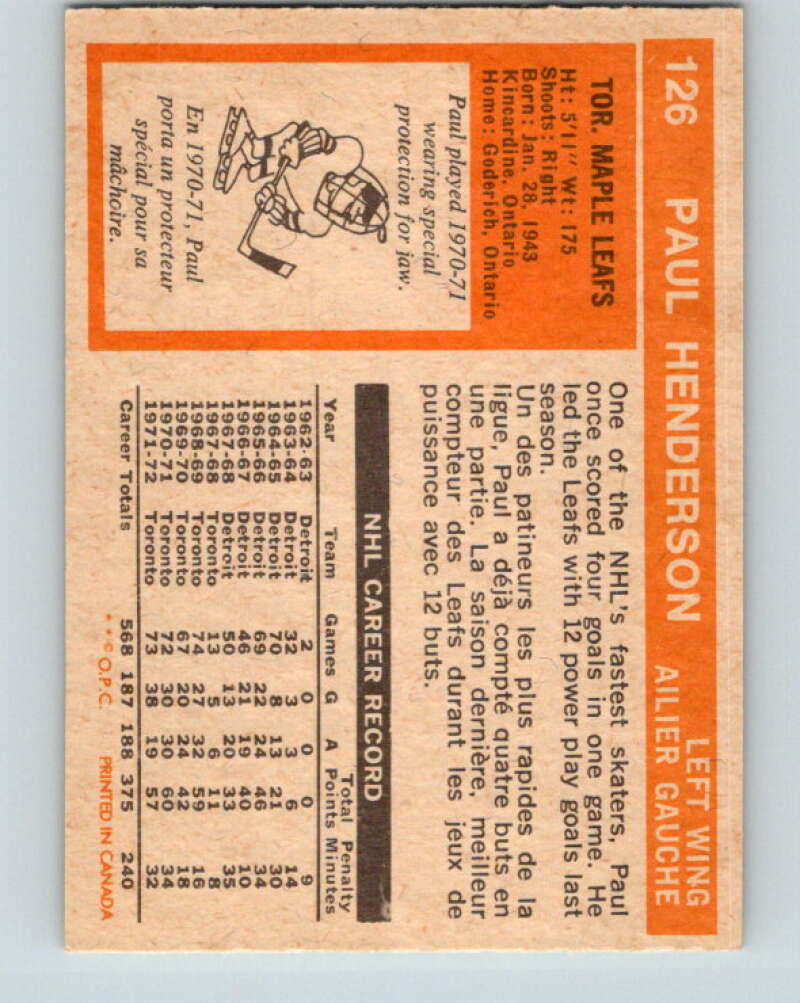 126 PAUL HENDERSON LEFT WING
AILIER GAUCHE
TOR. MAPLE LEAFS
Ht: 5'11" Wt: 175
Shoots: Right
Born: Jan. 28, 1943
Kincardine, Ontario
Home: Goderich, Ontario
Paul played 1970-71
wearing special
protection for jaw.
En 1970-71, Paul
porta un protecteur
spécial pour sa
mâchoire.
One of the NHL's fastest skaters, Paul
once scored four goals in one game. He
led the Leafs with 12 power play goals last
season.
Un des patineurs les plus rapides de la
ligue, Paul a déjà compté quatre buts en
une partie. La saison dernière, meilleur
compteur des Leafs durant les jeux de
puissance avec 12 buts.
NHL CAREER RECORD
Total Penalty
Year Team Games G A Points Minutes
1962-63 Detroit 2 0 0 0 9
1963-64 Detroit 32 3 3 6 14
1964-65 Detroit 70 8 13 21 30
1965-66 Detroit 69 22 24 46 34
1966-67 Detroit 46 21 19 40 10
1967-68 Detroit 50 13 20 33 35
1967-68 Toronto 13 5 6 11 8
1968-69 Toronto 74 27 32 59 16
1969-70 Toronto 67 20 24 42 18
1970-71 Toronto 72 30 30 60 34
1971-72 Toronto 73 38 19 57 32
Career Totals 568 187 188 375 240
* * © O.P.C. PRINTED IN CANADA